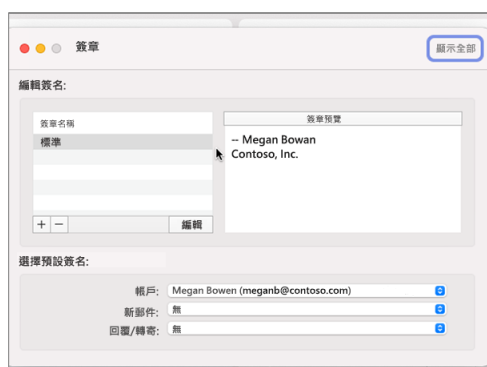 簽章
顯示全部
編輯簽名:
簽章名稱
標準
簽章預覽
-- Megan Bowan
Contoso, Inc.
+ −
編輯
選擇預設簽名:
帳戶: Megan Bowen (meganb@contoso.com)
新郵件: 無
回覆/轉寄: 無